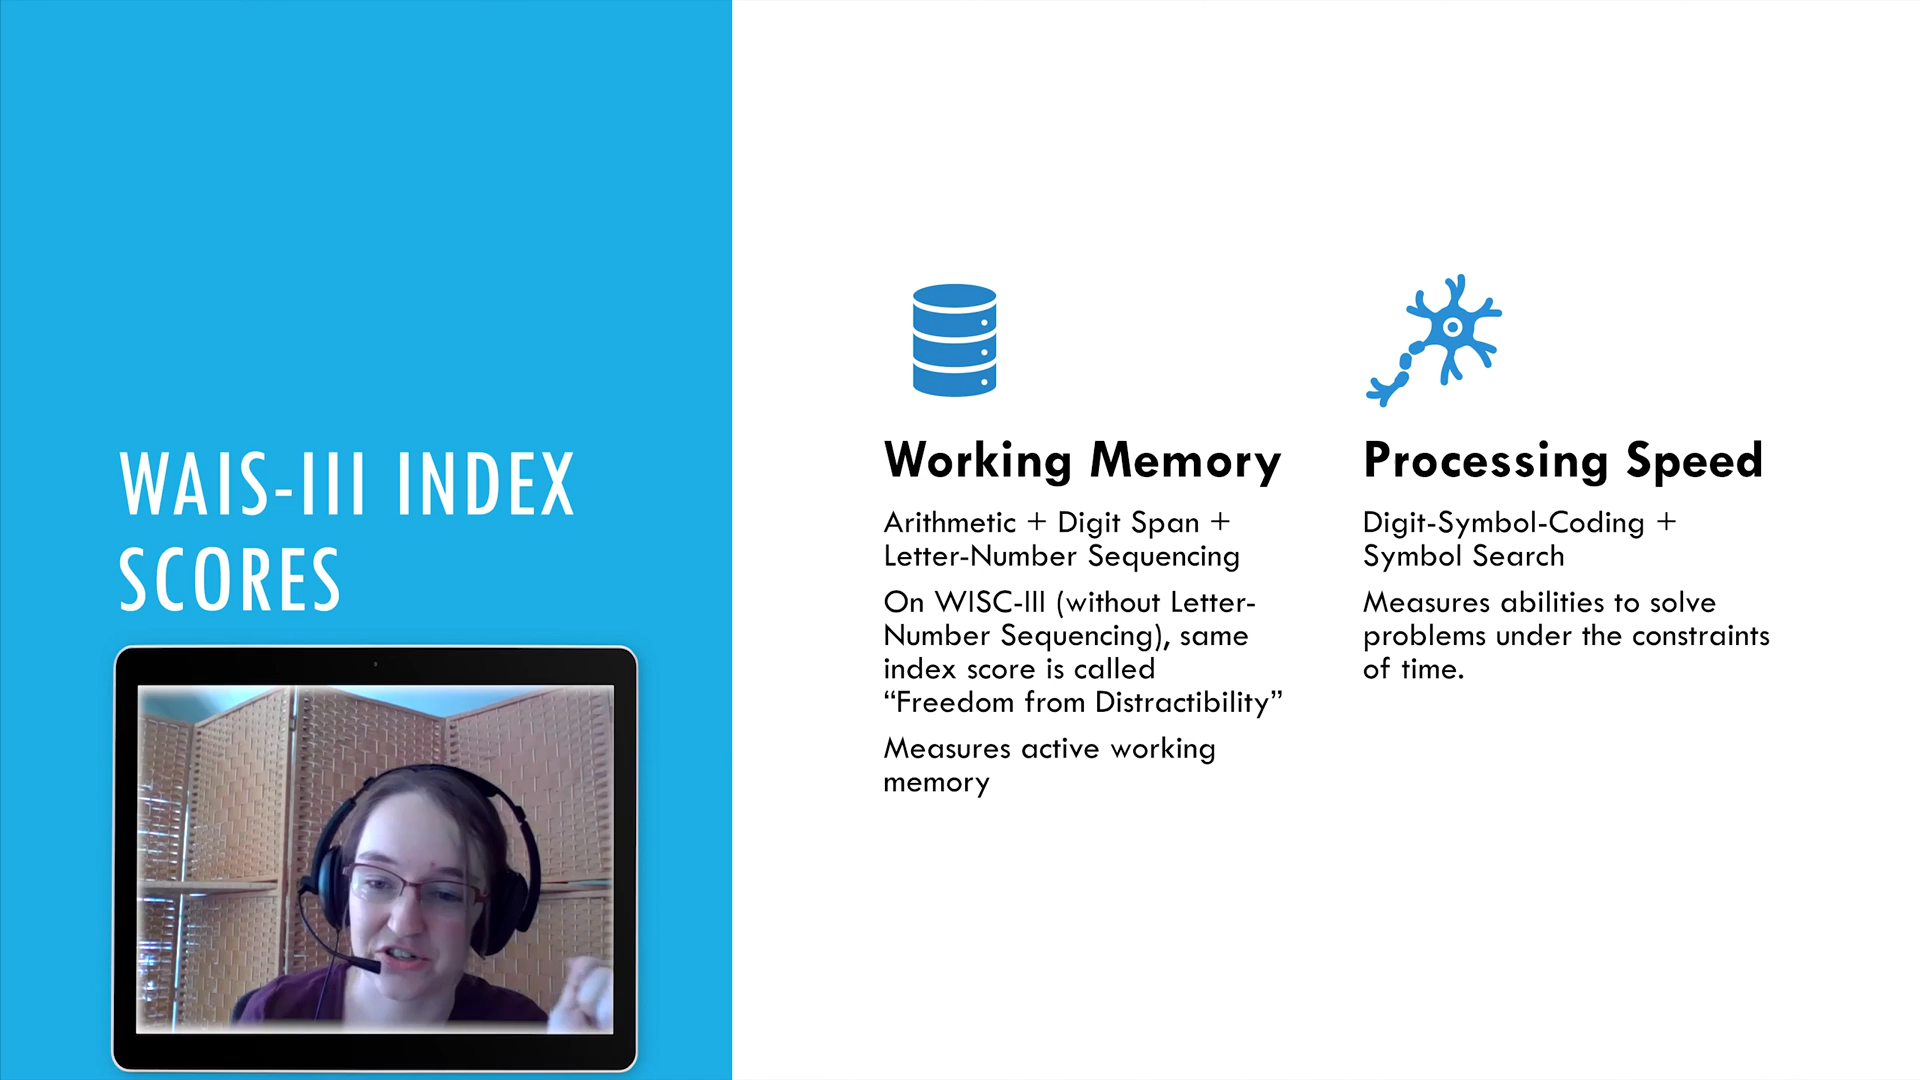 WAIS-III INDEX
SCORES
Working Memory
Arithmetic + Digit Span +
Letter-Number Sequencing
On WISC-III (without Letter-
Number Sequencing), same
index score is called
“Freedom from Distractibility”
Measures active working
memory
Processing Speed
Digit-Symbol-Coding +
Symbol Search
Measures abilities to solve
problems under the constraints
of time.